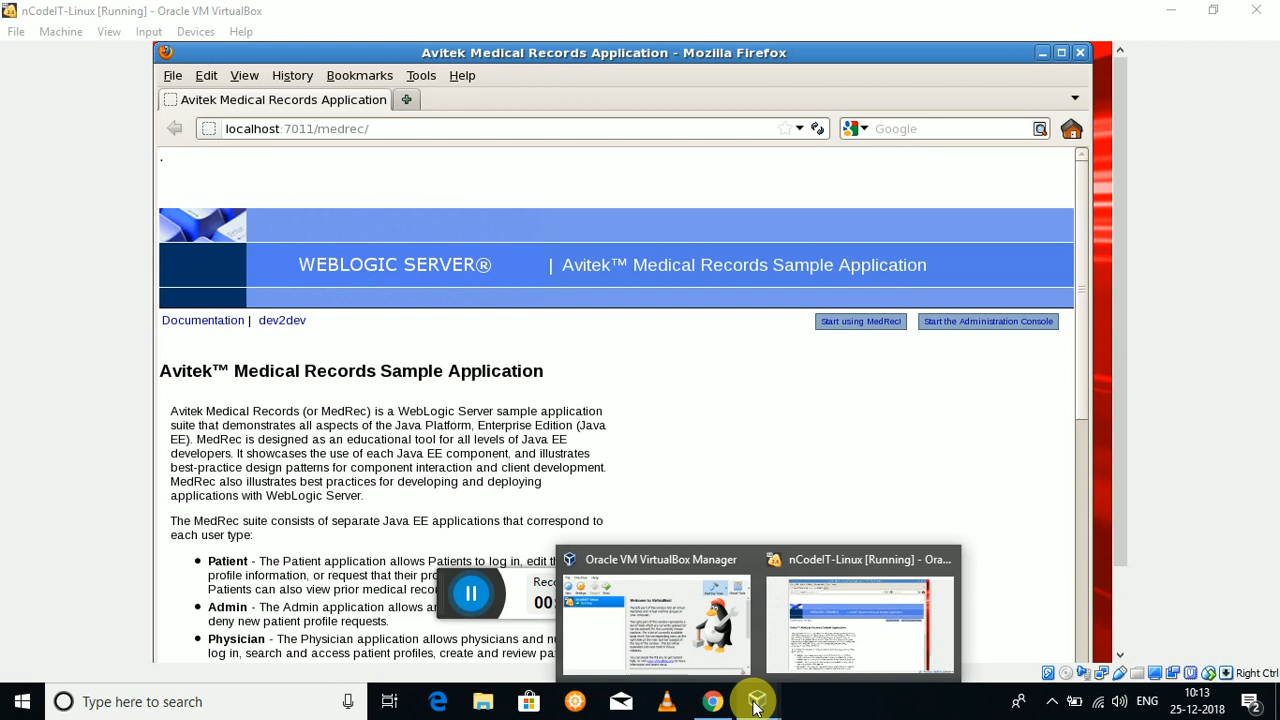 nCodeIT-Linux [Running] - Oracle VM VirtualBox
File Machine View Input Devices Help
Avitek Medical Records Application - Mozilla Firefox
File Edit View History Bookmarks Tools Help
Avitek Medical Records Application
localhost:7011/medrec/
Google
WEBLOGIC SERVER® | Avitek™ Medical Records Sample Application
Documentation | dev2dev
Start using MedRec! Start the Administration Console
Avitek™ Medical Records Sample Application
Avitek Medical Records (or MedRec) is a WebLogic Server sample application
suite that demonstrates all aspects of the Java Platform, Enterprise Edition (Java
EE). MedRec is designed as an educational tool for all levels of Java EE
developers. It showcases the use of each Java EE component, and illustrates
best-practice design patterns for component interaction and client development.
MedRec also illustrates best practices for developing and deploying
applications with WebLogic Server.
The MedRec suite consists of separate Java EE applications that correspond to
each user type:
Patient - The Patient application allows Patients to log in, edit th
profile information, or request that their pr
Patients can also view prior medical recor
Admin - The Admin application allows a
deny new patient profile requests.
Physician - The Physician application allows physicians and nu
log in, search and access patient profiles, create and review pa
Reco
00:
Oracle VM VirtualBox Manager
nCodeIT-Linux [Running] - Ora...
Welcome to VirtualBox!
Right Ctrl
Type here to search
ENG
10:13
25-12-2018
2